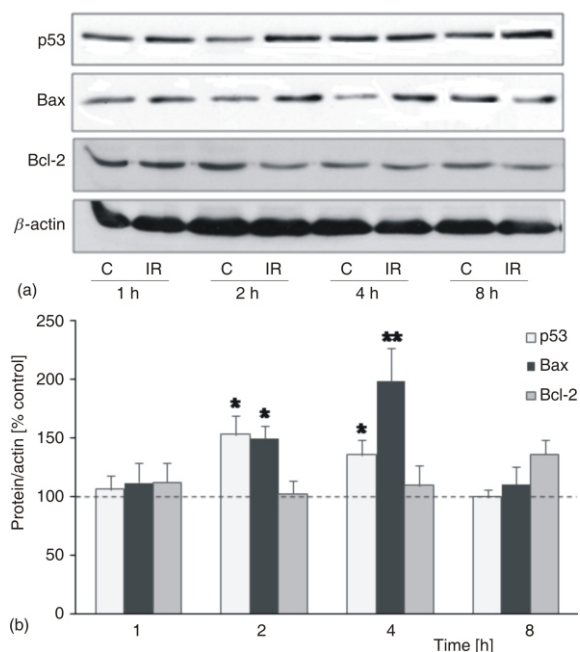 p53
Bax
Bcl-2
β-actin
C IR C IR C IR C IR
(a) 1 h 2 h 4 h 8 h
250
200
150
100
50
0
Protein/actin [% control]
* * * **
p53
Bax
Bcl-2
1 2 4 8
(b) Time [h]